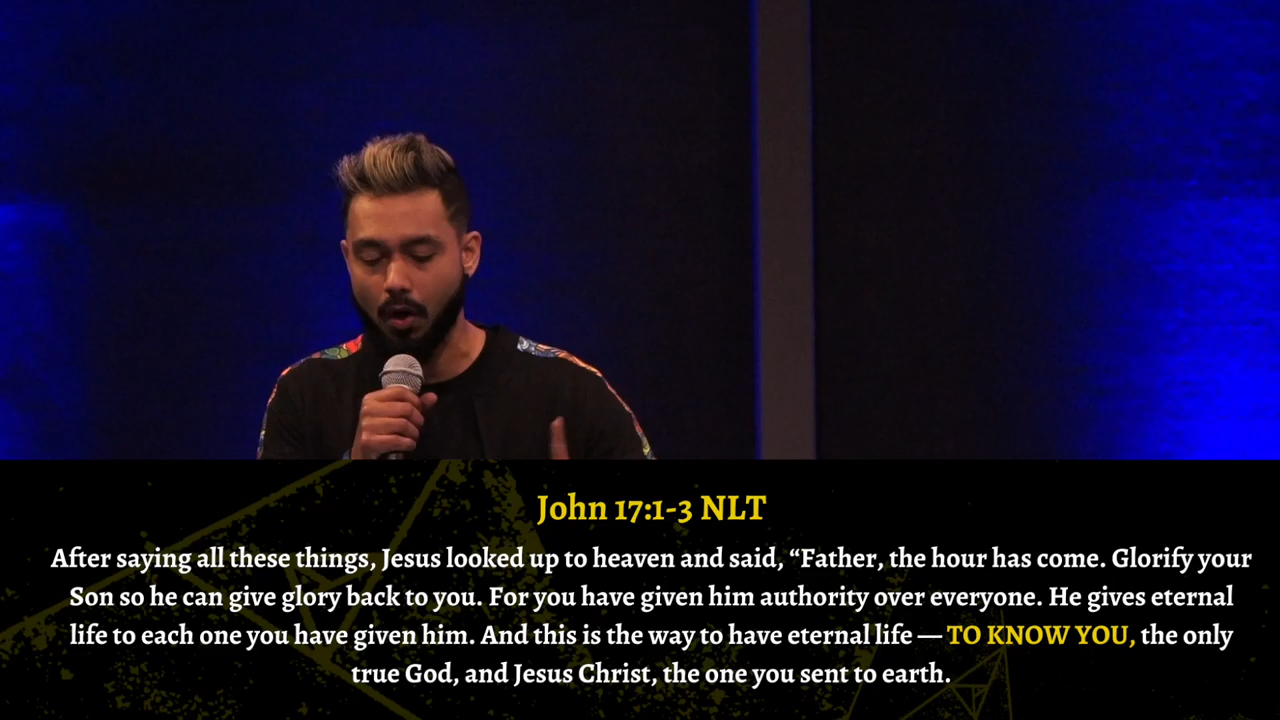 John 17:1-3 NLT
After saying all these things, Jesus looked up to heaven and said, “Father, the hour has come. Glorify your
Son so he can give glory back to you. For you have given him authority over everyone. He gives eternal
life to each one you have given him. And this is the way to have eternal life — TO KNOW YOU, the only
true God, and Jesus Christ, the one you sent to earth.